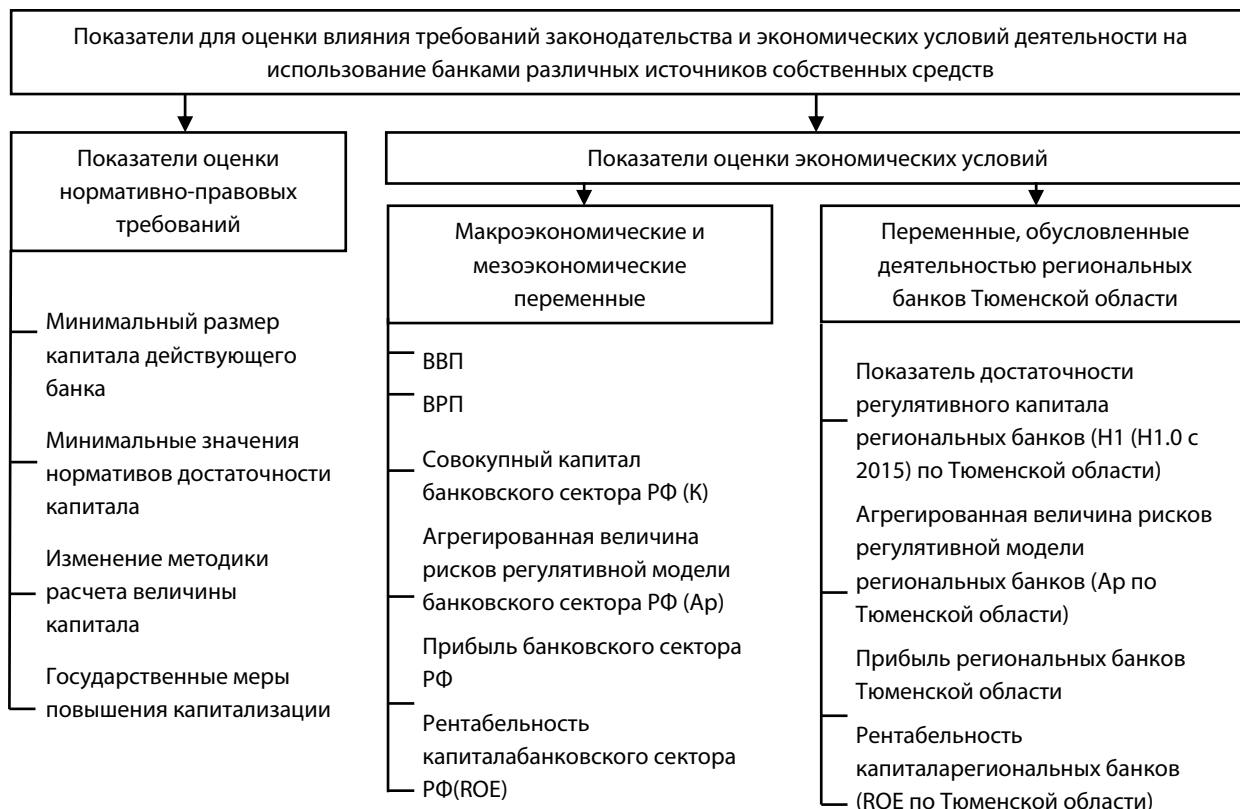 Показатели для оценки влияния требований законодательства и экономических условий деятельности на
использование банками различных источников собственных средств
Показатели оценки
нормативно-правовых
требований
Показатели оценки экономических условий
Макроэкономические и
мезоэкономические
переменные
Переменные, обусловленные
деятельностью региональных
банков Тюменской области
Минимальный размер
капитала действующего
банка
Минимальные значения
нормативов достаточности
капитала
Изменение методики
расчета величины
капитала
Государственные меры
повышения капитализации
ВВП
ВРП
Совокупный капитал
банковского сектора РФ (К)
Агрегированная величина
рисков регулятивной модели
банковского сектора РФ (Ар)
Прибыль банковского сектора
РФ
Рентабельность
капиталабанковского сектора
РФ(ROE)
Показатель достаточности
регулятивного капитала
региональных банков (Н1 (Н1.0 с
2015) по Тюменской области)
Агрегированная величина рисков
регулятивной модели
региональных банков (Ар по
Тюменской области)
Прибыль региональных банков
Тюменской области
Рентабельность
капиталарегиональных банков
(ROE по Тюменской области)